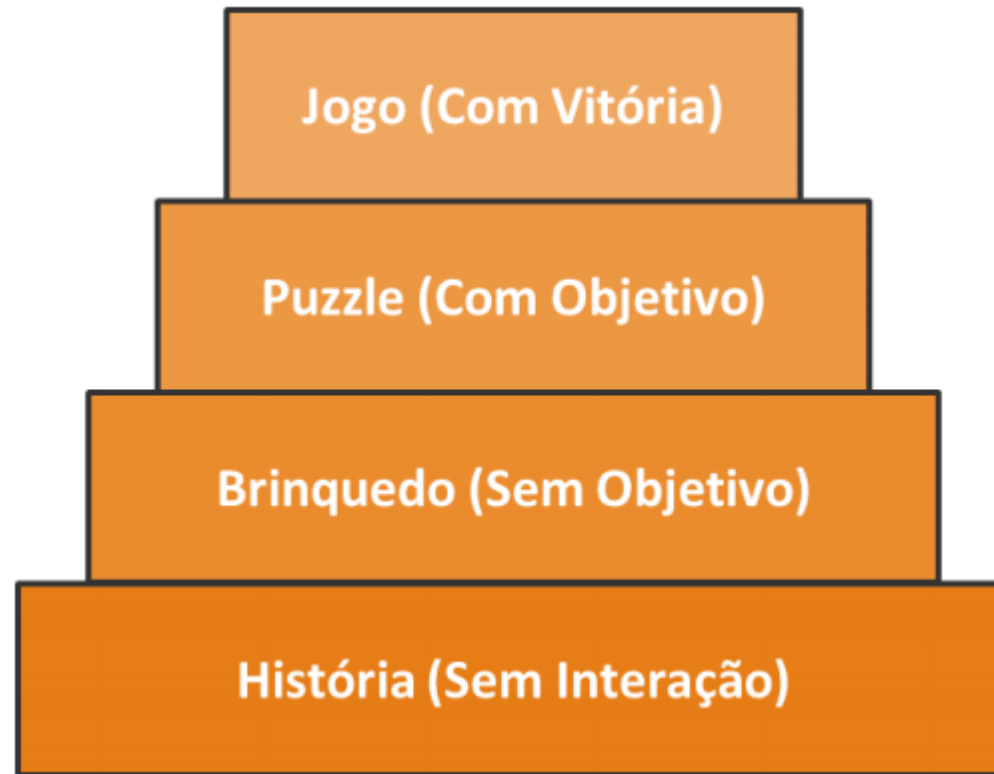 Jogo (Com Vitória)
Puzzle (Com Objetivo)
Brinquedo (Sem Objetivo)
História (Sem Interação)